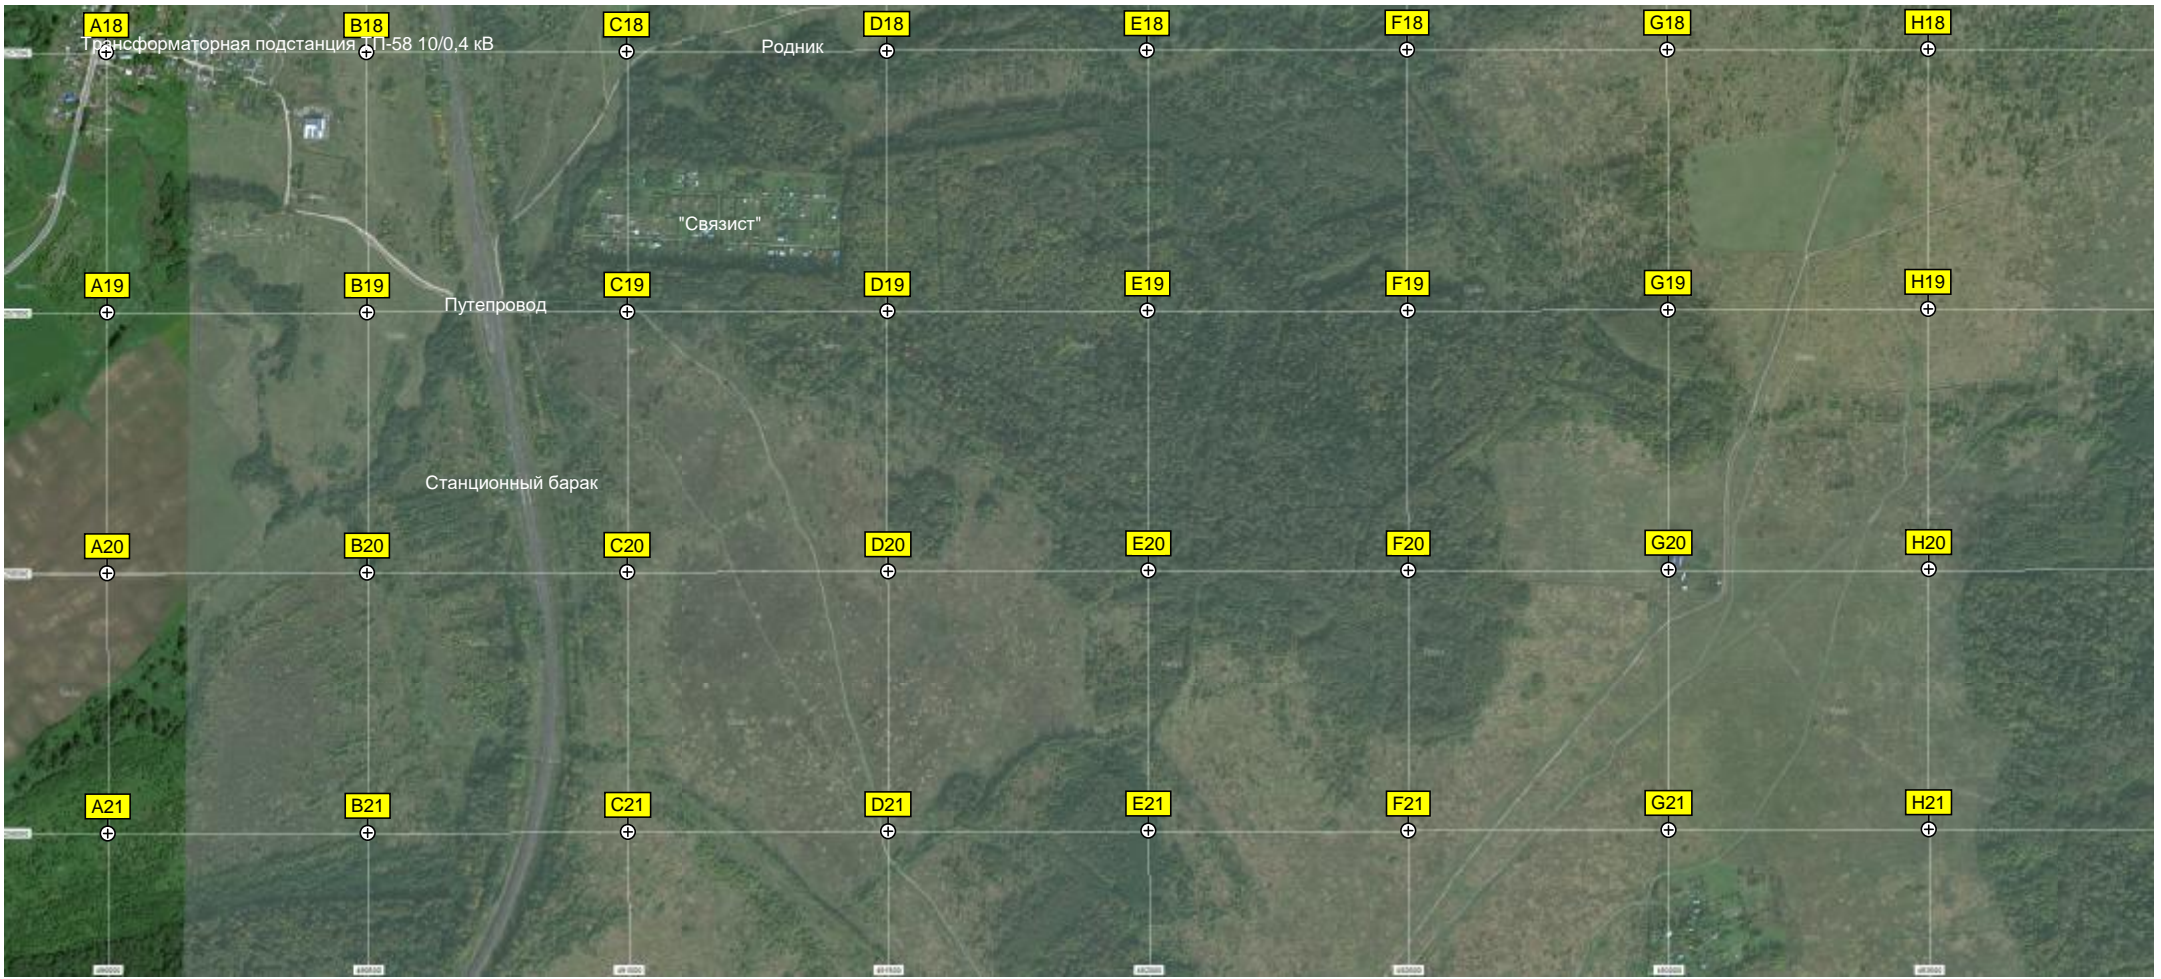 A18
B18
C18
D18
E18
F18
G18
H18
Трансформаторная подстанция ТП-58 10/0,4 кВ
Родник
"Связист"
A19
B19
C19
D19
E19
F19
G19
H19
Путепровод
Станционный барак
A20
B20
C20
D20
E20
F20
G20
H20
A21
B21
C21
D21
E21
F21
G21
H21